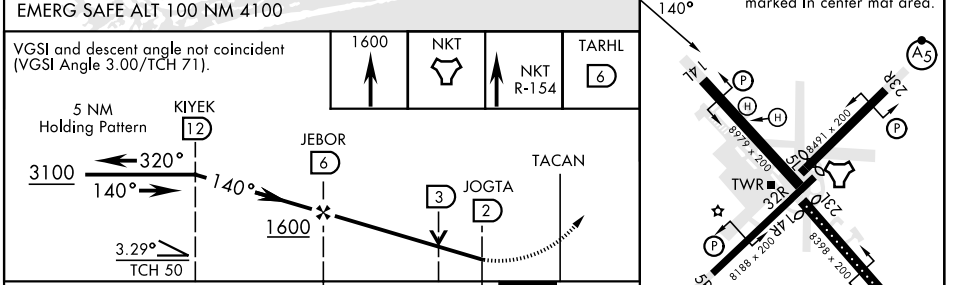 EMERG SAFE ALT 100 NM 4100
VGSI and descent angle not coincident
(VGSI Angle 3.00/TCH 71).
1600
NKT
NKT
R-154
TARHL
6
5 NM
Holding Pattern
KIYEK
12
JEBOR
6
TACAN
3
JOGTA
2
3100
320°
140°
140°
1600
3.29°
TCH 50
marked in center mat area.
140°
A5
14L
23R
P
H
H
P
8979 x 200
8491 x 200
5L
TWR
32R
23L
14R
P
8188 x 200
8398 x 200